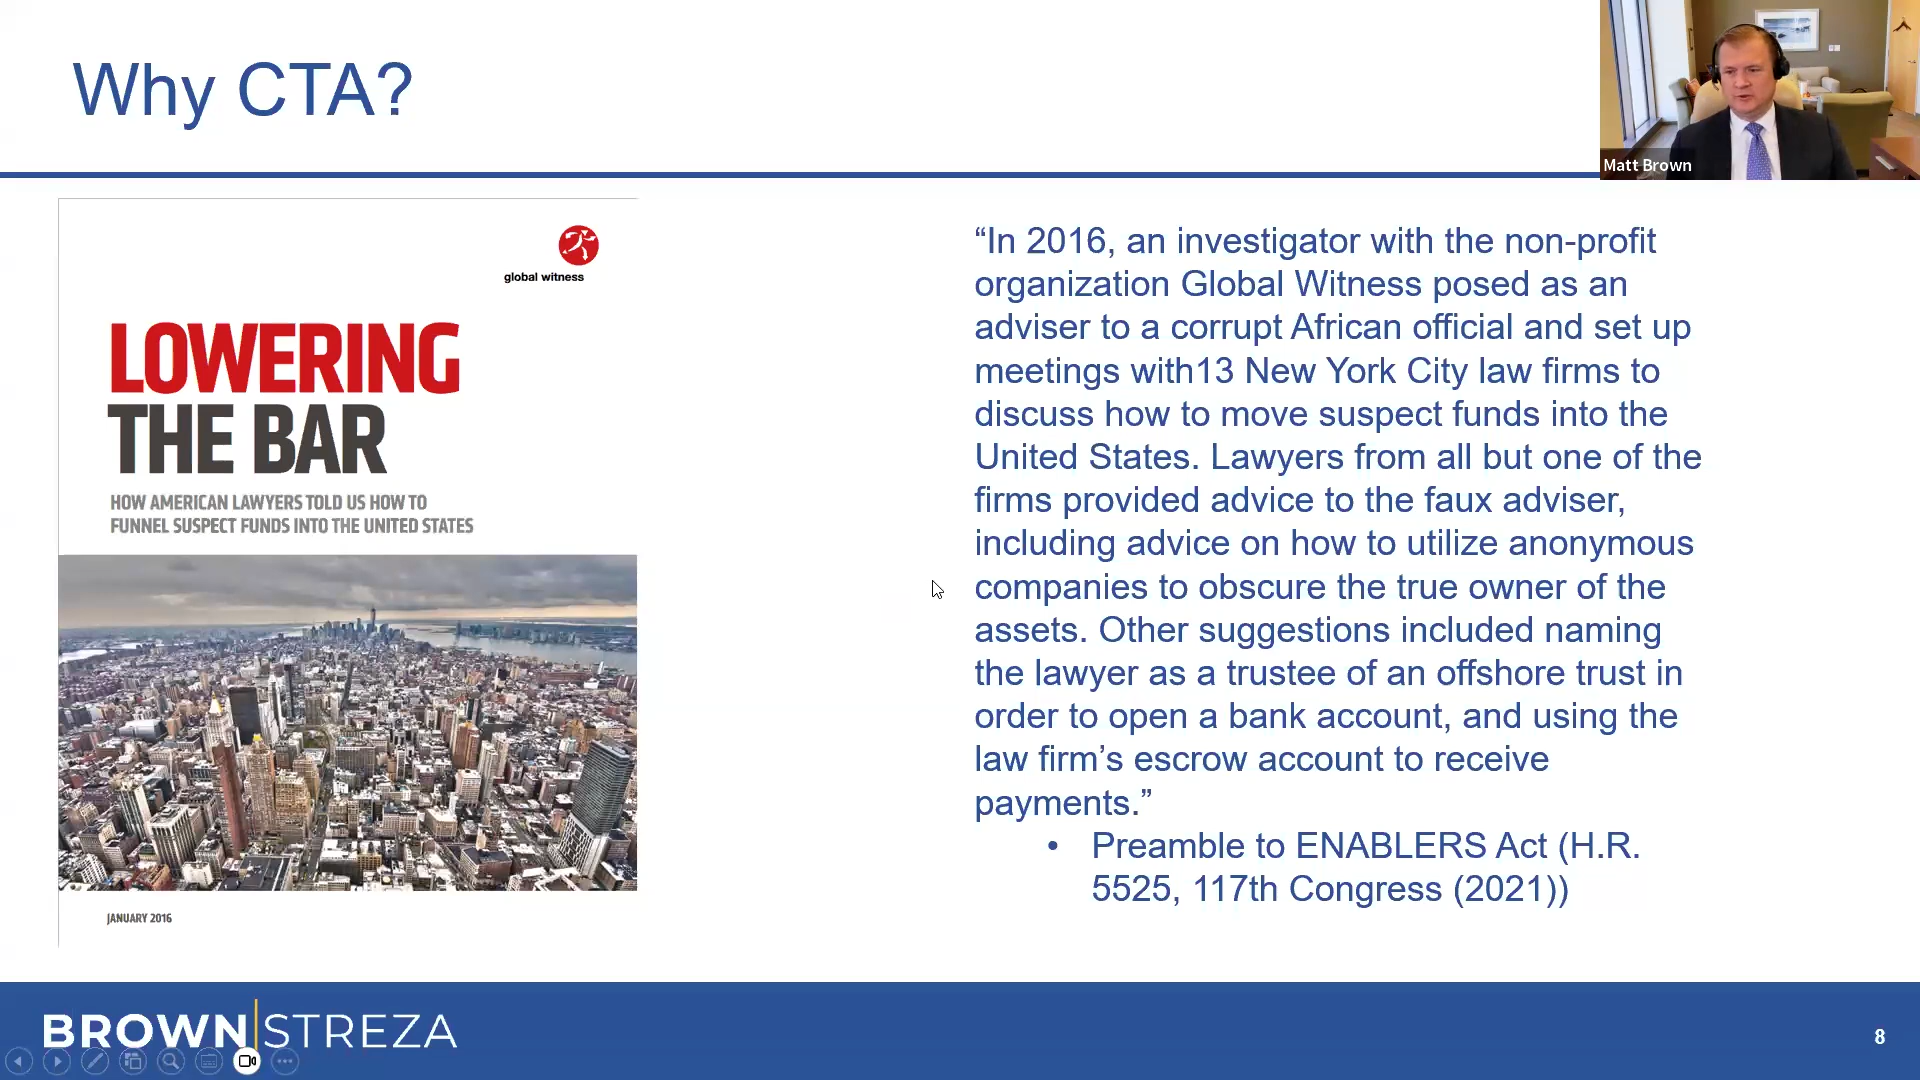 Why CTA?
Matt Brown
global witness
LOWERING
THE BAR
HOW AMERICAN LAWYERS TOLD US HOW TO
FUNNEL SUSPECT FUNDS INTO THE UNITED STATES
JANUARY 2016
“In 2016, an investigator with the non-profit
organization Global Witness posed as an
adviser to a corrupt African official and set up
meetings with13 New York City law firms to
discuss how to move suspect funds into the
United States. Lawyers from all but one of the
firms provided advice to the faux adviser,
including advice on how to utilize anonymous
companies to obscure the true owner of the
assets. Other suggestions included naming
the lawyer as a trustee of an offshore trust in
order to open a bank account, and using the
law firm’s escrow account to receive
payments.”
• Preamble to ENABLERS Act (H.R.
5525, 117th Congress (2021))
BROWN|STREZA
8